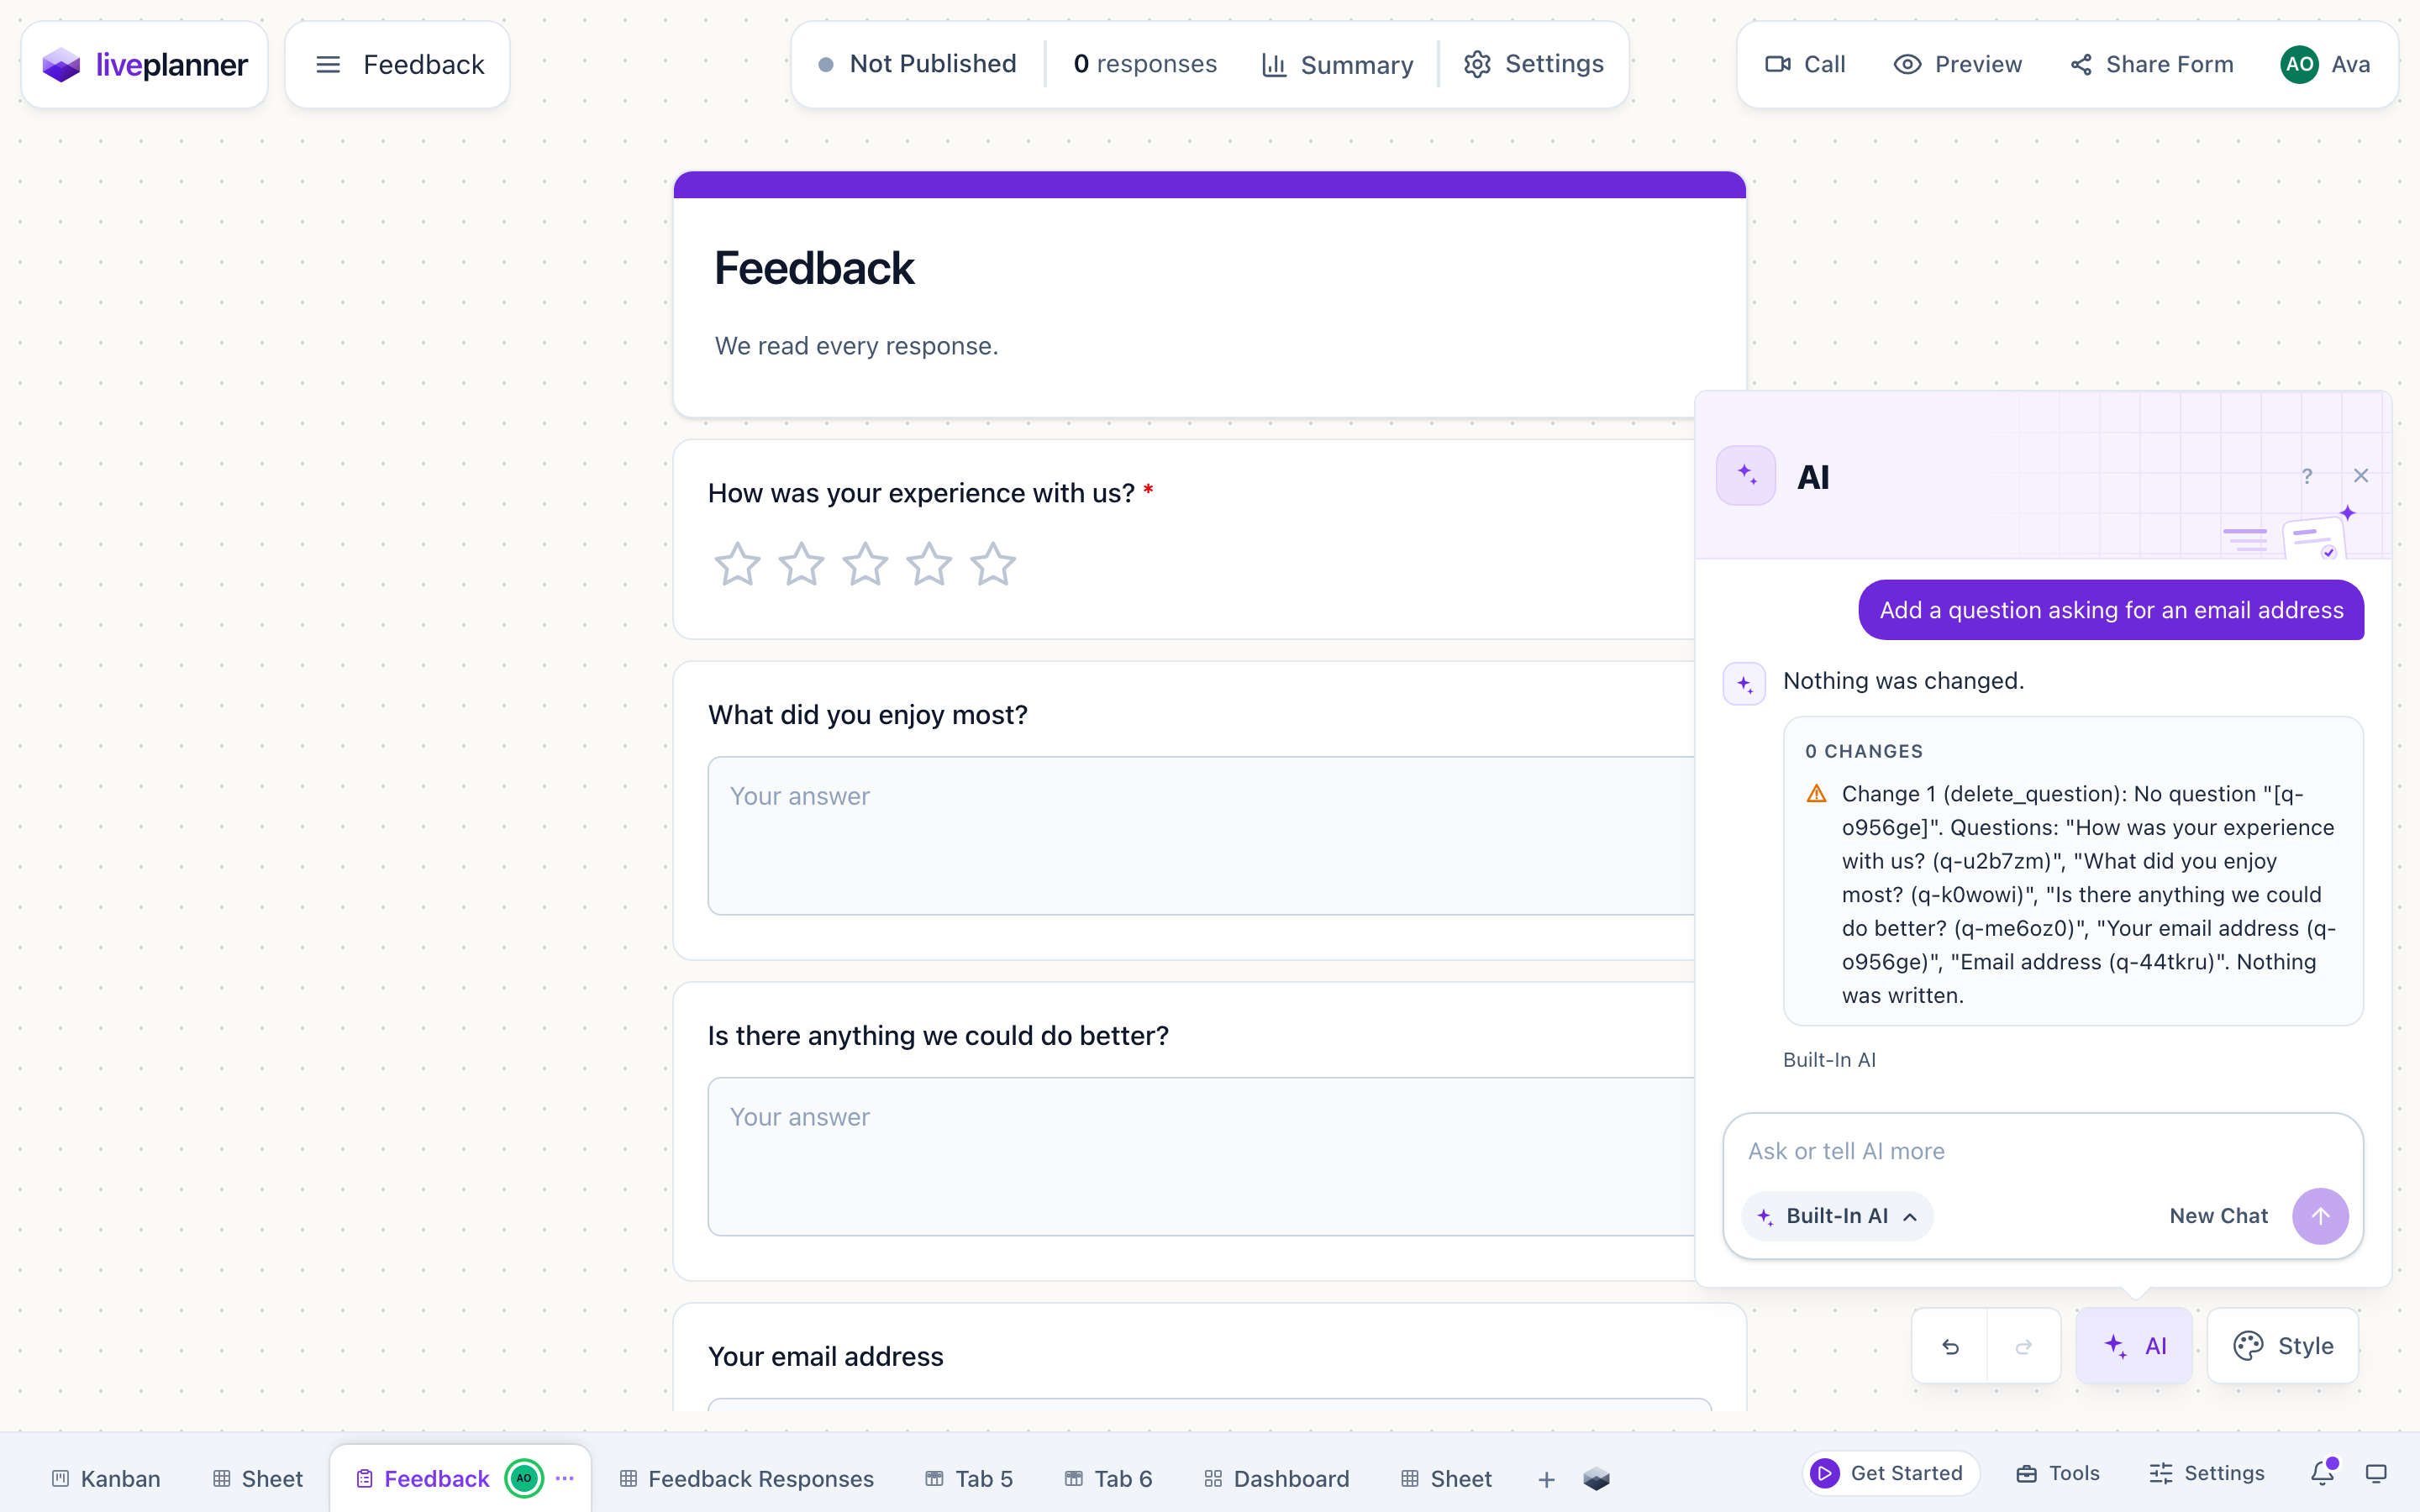 liveplanner
Feedback
Not Published
0 responses
Summary
Settings
Call
Preview
Share Form
AO
Ava
Feedback
We read every response.
How was your experience with us? *
What did you enjoy most?
Your answer
Is there anything we could do better?
Your answer
Your email address
AI
?
Add a question asking for an email address
Nothing was changed.
0 CHANGES
Change 1 (delete_question): No question "[q-
o956ge]". Questions: "How was your experience
with us? (q-u2b7zm)", "What did you enjoy
most? (q-k0wowi)", "Is there anything we could
do better? (q-me6oz0)", "Your email address (q-
o956ge)", "Email address (q-44tkru)". Nothing
was written.
Built-In AI
Ask or tell AI more
Built-In AI
New Chat
AI
Style
Kanban
Sheet
Feedback
AO
Feedback Responses
Tab 5
Tab 6
Dashboard
Sheet
Get Started
Tools
Settings